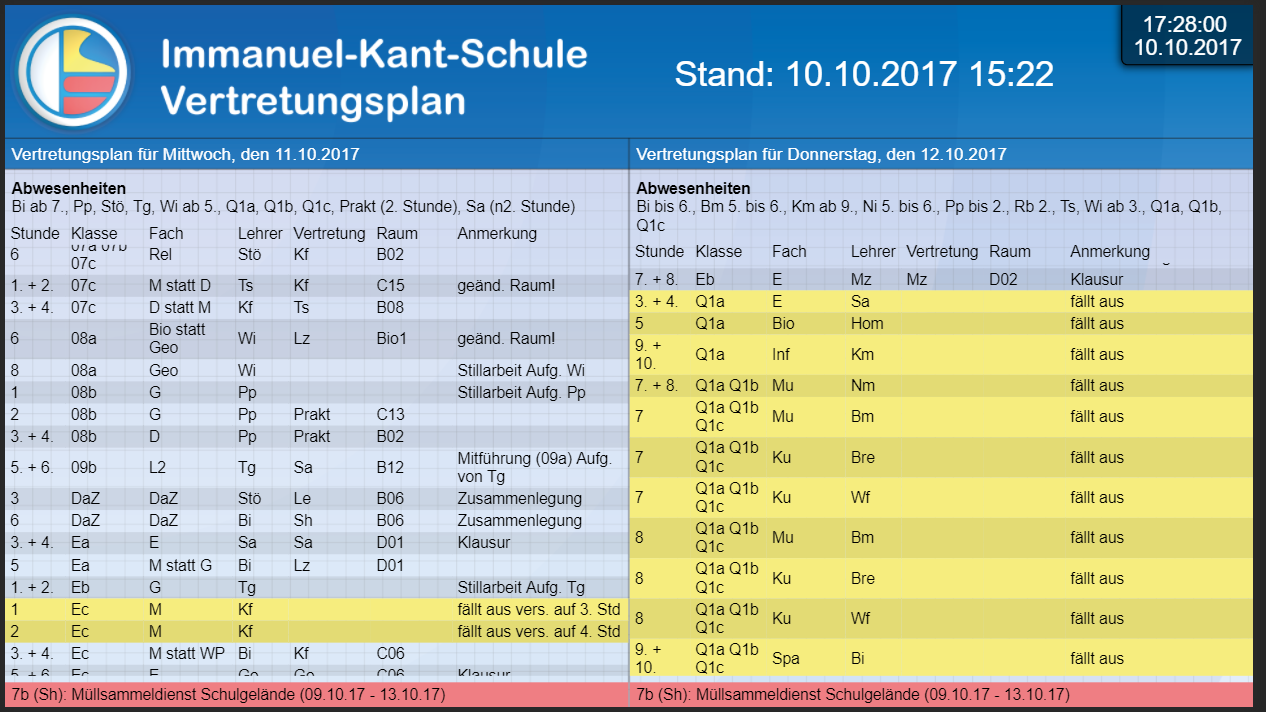 17:28:00
10.10.2017
Immanuel-Kant-Schule
Vertretungsplan
Stand: 10.10.2017 15:22
Vertretungsplan für Mittwoch, den 11.10.2017
Abwesenheiten
Bi ab 7., Pp, Stö, Tg, Wi ab 5., Q1a, Q1b, Q1c, Prakt (2. Stunde), Sa (n2. Stunde)
Stunde Klasse Fach Lehrer Vertretung Raum Anmerkung
07a 07b
6 07c Rel Stö Kf B02
1. + 2. 07c M statt D Ts Kf C15 geänd. Raum!
3. + 4. 07c D statt M Kf Ts B08
6 08a Bio statt Wi Lz Bio1 geänd. Raum!
Geo
8 08a Geo Wi Stillarbeit Aufg. Wi
1 08b G Pp Stillarbeit Aufg. Pp
2 08b G Pp Prakt C13
3. + 4. 08b D Pp Prakt B02
5. + 6. 09b L2 Tg Sa B12 Mitführung (09a) Aufg.
von Tg
3 DaZ DaZ Stö Le B06 Zusammenlegung
6 DaZ DaZ Bi Sh B06 Zusammenlegung
3. + 4. Ea E Sa Sa D01 Klausur
5 Ea M statt G Bi Lz D01
1. + 2. Eb G Tg Stillarbeit Aufg. Tg
1 Ec M Kf fällt aus vers. auf 3. Std
2 Ec M Kf fällt aus vers. auf 4. Std
3. + 4. Ec M statt WP Bi Kf C06
5. + 6. Ec E C06 Klausur
7b (Sh): Müllsammeldienst Schulgelände (09.10.17 - 13.10.17)
Vertretungsplan für Donnerstag, den 12.10.2017
Abwesenheiten
Bi bis 6., Bm 5. bis 6., Km ab 9., Ni 5. bis 6., Pp bis 2., Rb 2., Ts, Wi ab 3., Q1a, Q1b,
Q1c
Stunde Klasse Fach Lehrer Vertretung Raum Anmerkung
7. + 8. Eb E Mz Mz D02 Klausur
3. + 4. Q1a E Sa fällt aus
5 Q1a Bio Hom fällt aus
9. + Q1a Inf Km fällt aus
10.
7. + 8. Q1a Q1b Mu Nm fällt aus
7 Q1a Q1b Mu Bm fällt aus
Q1c
7 Q1a Q1b Ku Bre fällt aus
Q1c
7 Q1a Q1b Ku Wf fällt aus
Q1c
8 Q1a Q1b Mu Bm fällt aus
Q1c
8 Q1a Q1b Ku Bre fällt aus
Q1c
8 Q1a Q1b Ku Wf fällt aus
Q1c
9. + Q1a Q1b Spa Bi fällt aus
10. Q1c
7b (Sh): Müllsammeldienst Schulgelände (09.10.17 - 13.10.17)